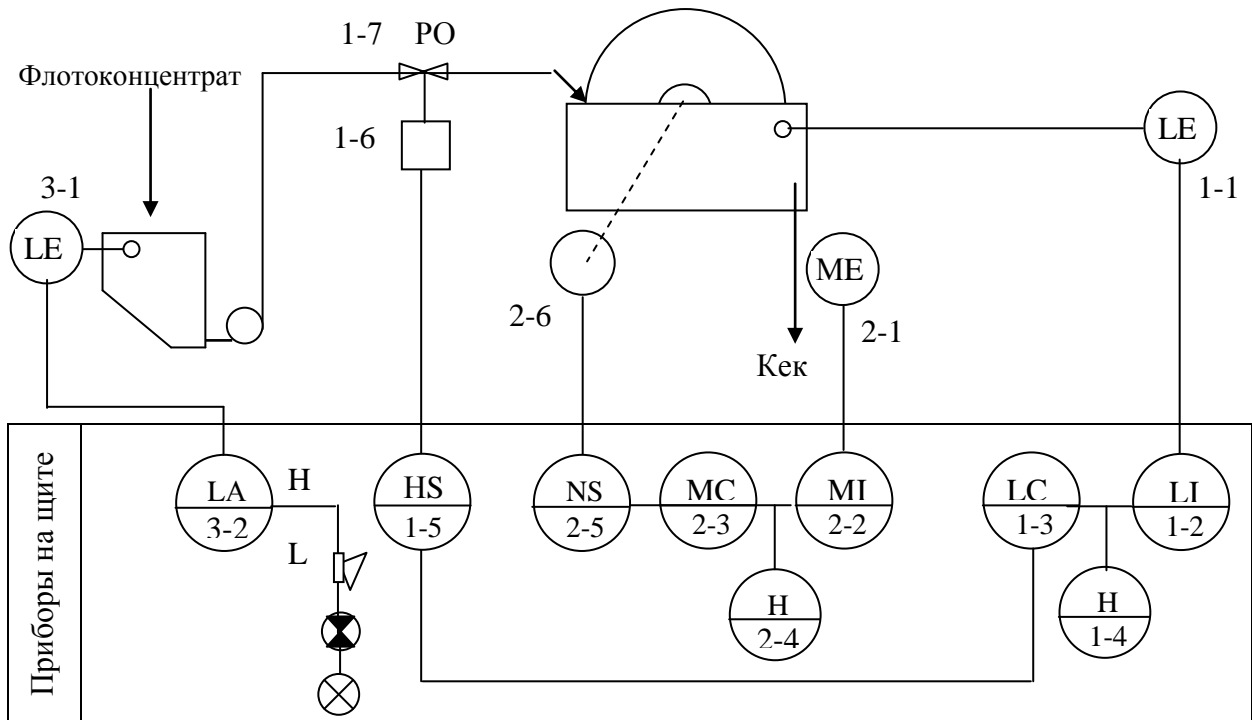 1-7 РО
Флотоконцентрат
1-6
LE
1-1
3-1
LE
ME
2-6
2-1
Кек
Приборы на щите
LA
3-2
H
L
HS
1-5
NS
2-5
MC
2-3
MI
2-2
LC
1-3
LI
1-2
H
2-4
H
1-4